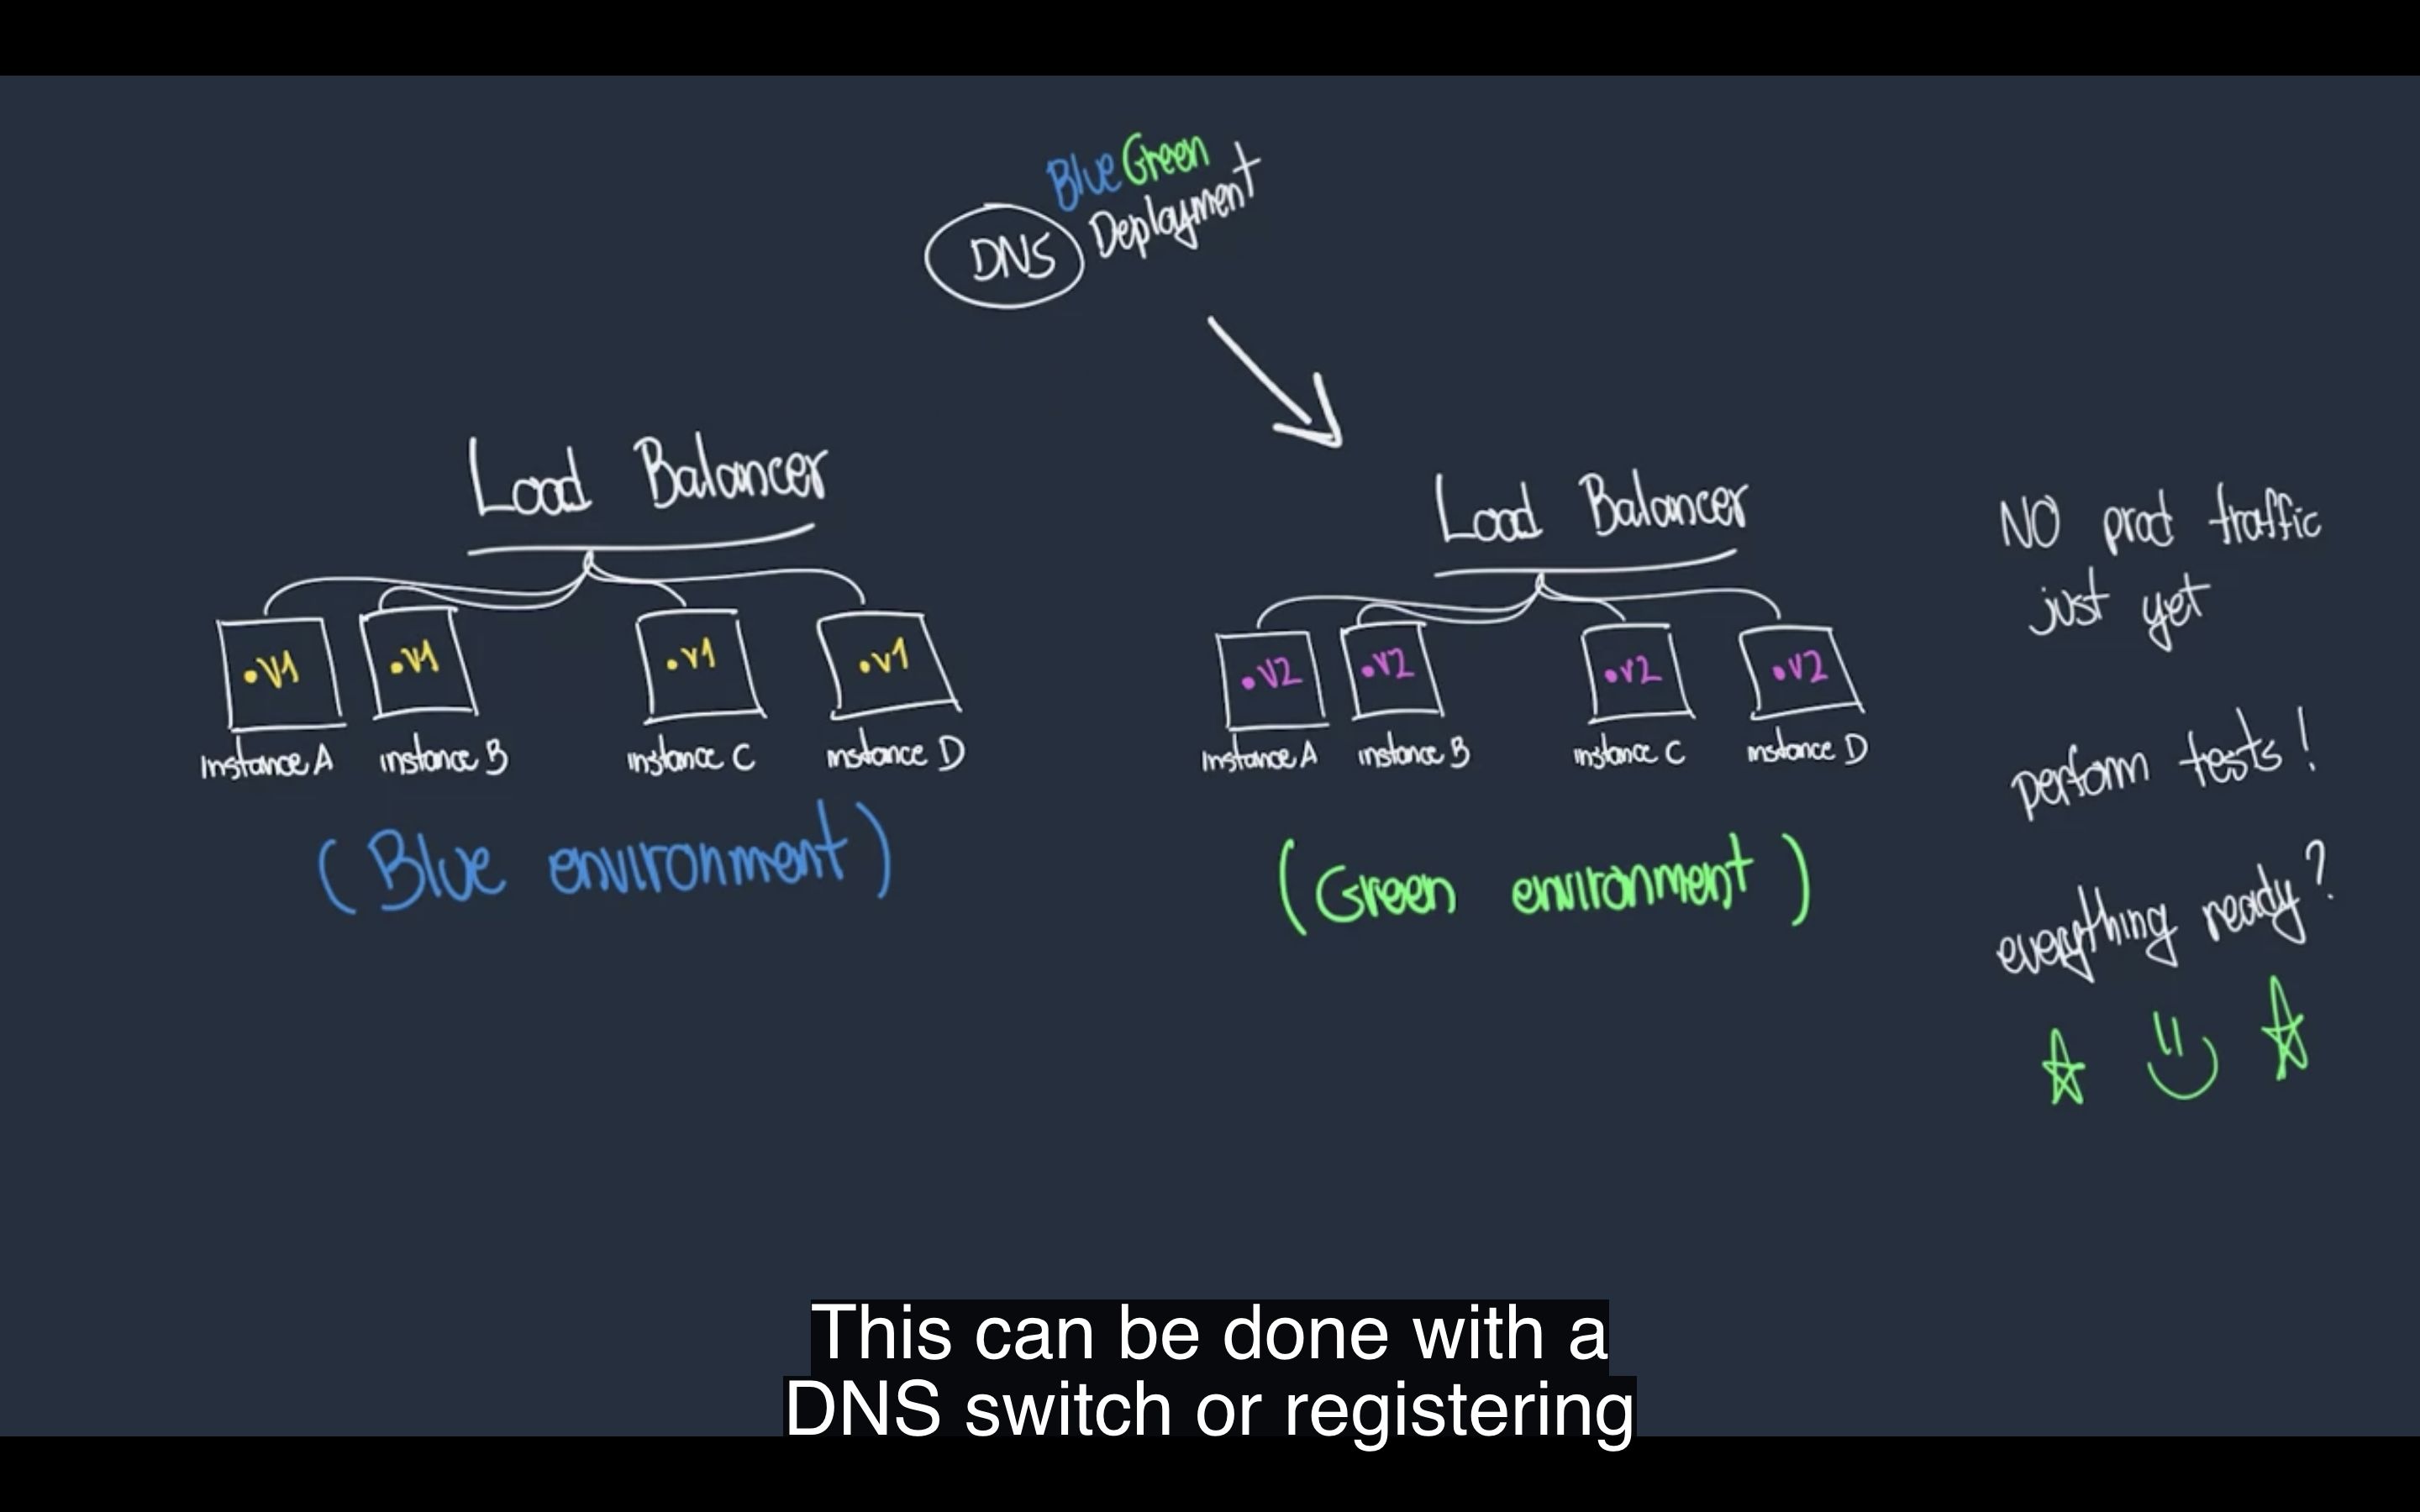 Blue Green
Deployment
DNS
Load Balancer
•V1
•V1
•V1
•V1
instance A
instance B
instance C
instance D
(Blue environment)
Load Balancer
•V2
•V2
•V2
•V2
instance A
instance B
instance C
instance D
(Green environment)
NO prod traffic
just yet
perform tests!
everything ready?
This can be done with a
DNS switch or registering